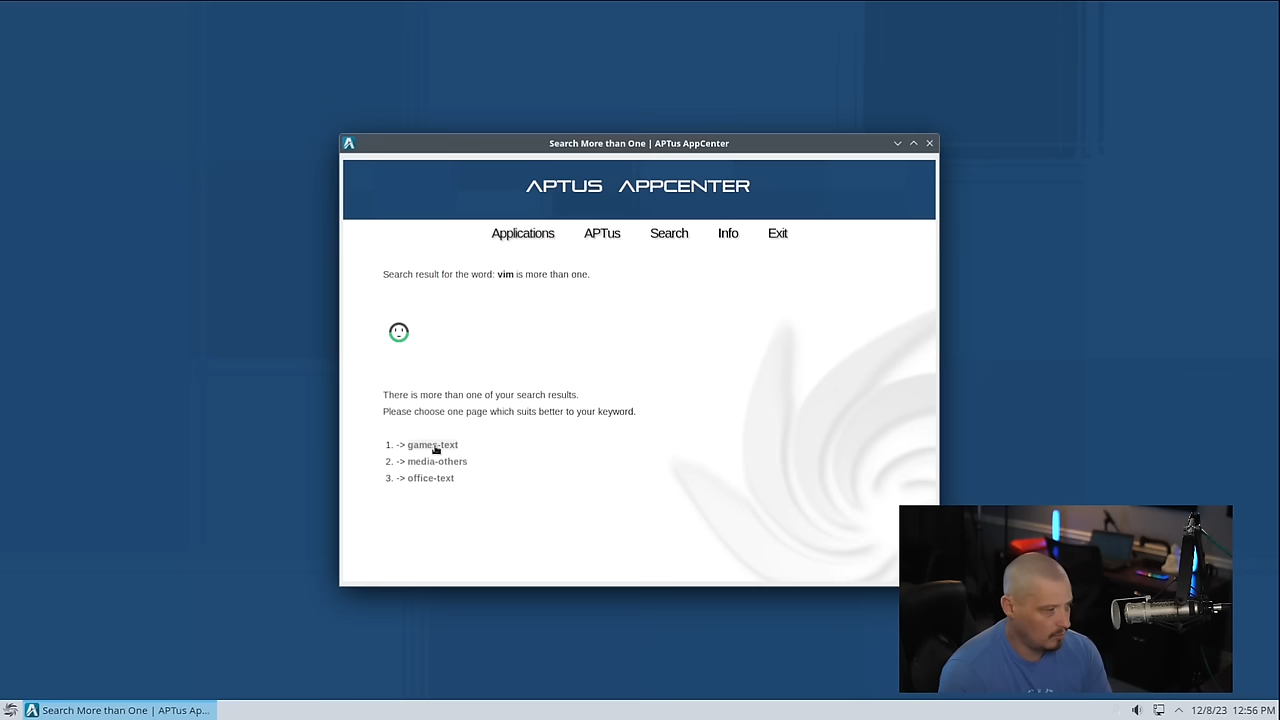 Search More than One | APTus AppCenter
APTUS APPCENTER
Applications APTus Search Info Exit
Search result for the word: vim is more than one.
There is more than one of your search results.
Please choose one page which suits better to your keyword.
1. -> games-text
2. -> media-others
3. -> office-text
Search More than One | APTus Ap...
12/8/23 12:56 PM